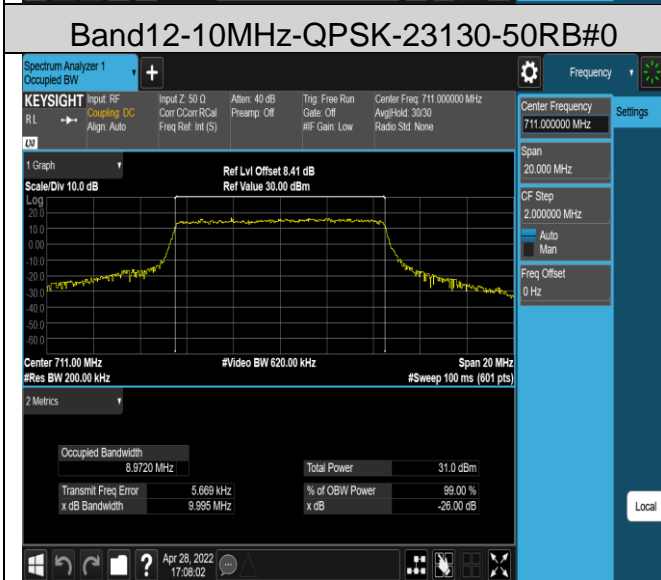 Band12-10MHz-QPSK-23130-50RB#0
Spectrum Analyzer 1
Occupied BW
+
Frequency
KEYSIGHT
RL
LXI
Input: RF
Coupling: DC
Align: Auto
Input Z: 50 Ω
Corr CCorr RCal
Freq Ref: Int (S)
Atten: 40 dB
Preamp: Off
Trig: Free Run
Gate: Off
#IF Gain: Low
Center Freq: 711.000000 MHz
Avg|Hold: 30/30
Radio Std: None
Center Frequency
711.000000 MHz
Settings
Span
20.000 MHz
CF Step
2.000000 MHz
Auto
Man
Freq Offset
0 Hz
Local
1 Graph
Scale/Div 10.0 dB
Ref Lvl Offset 8.41 dB
Ref Value 30.00 dBm
Log
20.0
10.0
0.00
-10.0
-20.0
-30.0
-40.0
-50.0
-60.0
Center 711.00 MHz
#Video BW 620.00 kHz
Span 20 MHz
#Res BW 200.00 kHz
#Sweep 100 ms (601 pts)
2 Metrics
Occupied Bandwidth
8.9720 MHz
Total Power 31.0 dBm
Transmit Freq Error 5.669 kHz
% of OBW Power 99.00 %
x dB Bandwidth 9.995 MHz
x dB -26.00 dB
?
Apr 28, 2022
17:08:02